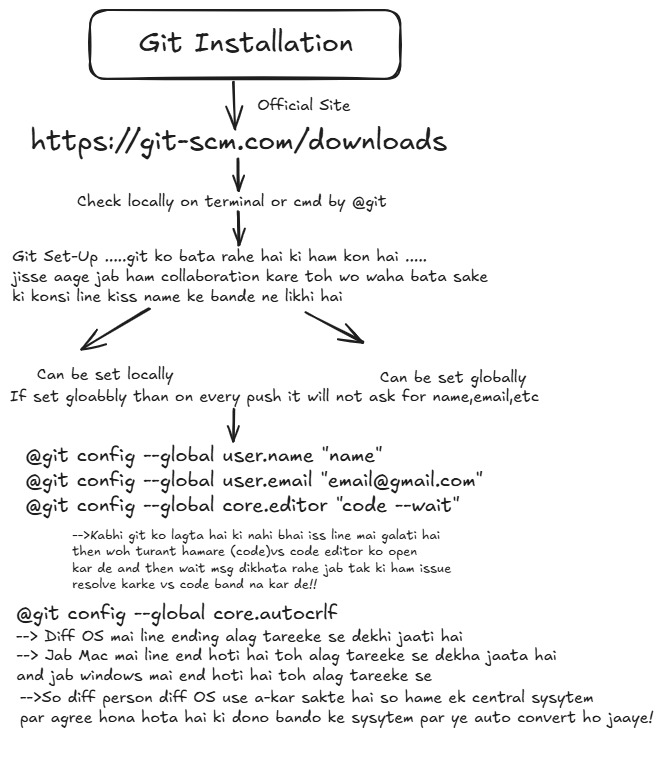 Git Installation
Official Site
https://git-scm.com/downloads
Check locally on terminal or cmd by @git
Git Set-Up .....git ko bata rahe hai ki ham kon hai .....
jisse aage jab ham collaboration kare toh wo waha bata sake
ki konsi line kiss name ke bande ne likhi hai
Can be set locally
Can be set globally
If set gloabbly than on every push it will not ask for name,email,etc
@git config --global user.name "name"
@git config --global user.email "email@gmail.com"
@git config --global core.editor "code --wait"
-->Kabhi git ko lagta hai ki nahi bhai iss line mai galati hai
then woh turant hamare (code)vs code editor ko open
kar de and then wait msg dikhata rahe jab tak ki ham issue
resolve karke vs code band na kar de!!
@git config --global core.autocrlf
--> Diff OS mai line ending alag tareeke se dekhi jaati hai
--> Jab Mac mai line end hoti hai toh alag tareeke se dekha jaata hai
and jab windows mai end hoti hai toh alag tareeke se
-->So diff person diff OS use a-kar sakte hai so hame ek central sysytem
par agree hona hota hai ki dono bando ke sysytem par ye auto convert ho jaaye!